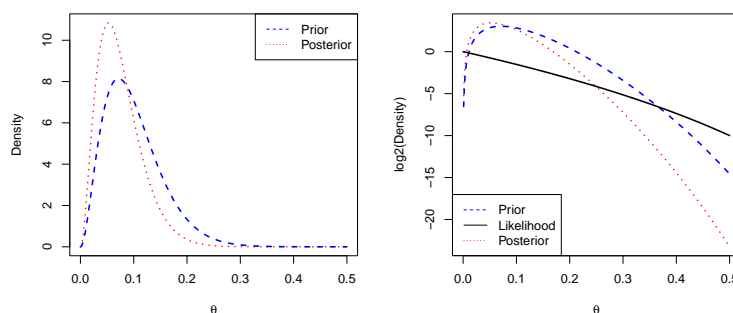 Density
0
2
4
6
8
10
0.0 0.1 0.2 0.3 0.4 0.5
θ
Prior
Posterior
log2(Density)
0
−5
−10
−15
−20
0.0 0.1 0.2 0.3 0.4 0.5
θ
Prior
Likelihood
Posterior